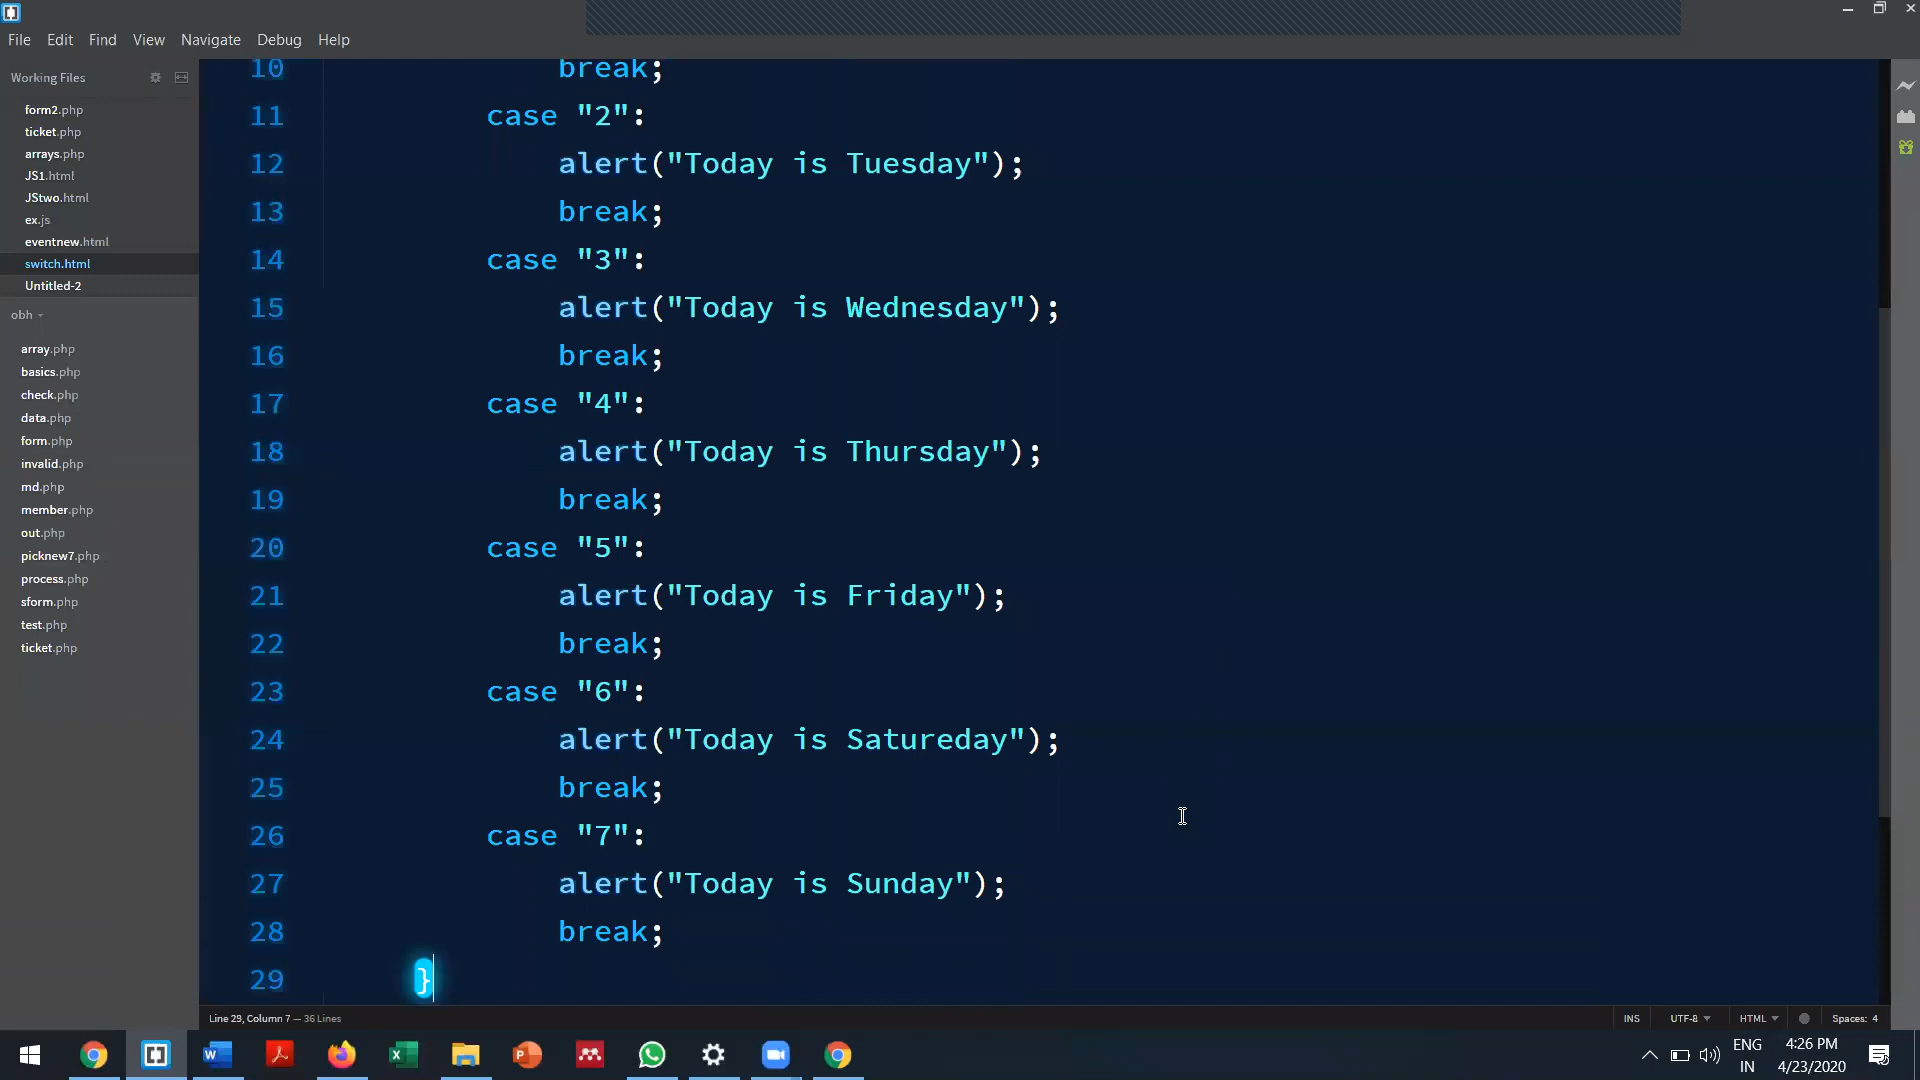 File Edit Find View Navigate Debug Help
Working Files
form2.php
ticket.php
arrays.php
JS1.html
JStwo.html
ex.js
eventnew.html
switch.html
Untitled-2
obh
array.php
basics.php
check.php
data.php
form.php
invalid.php
md.php
member.php
out.php
picknew7.php
process.php
sform.php
test.php
ticket.php
10 break;
11 case "2":
12 alert("Today is Tuesday");
13 break;
14 case "3":
15 alert("Today is Wednesday");
16 break;
17 case "4":
18 alert("Today is Thursday");
19 break;
20 case "5":
21 alert("Today is Friday");
22 break;
23 case "6":
24 alert("Today is Satureday");
25 break;
26 case "7":
27 alert("Today is Sunday");
28 break;
29 }
Line 29, Column 7 — 36 Lines INS UTF-8 HTML Spaces: 4
ENG 4:26 PM
IN 4/23/2020